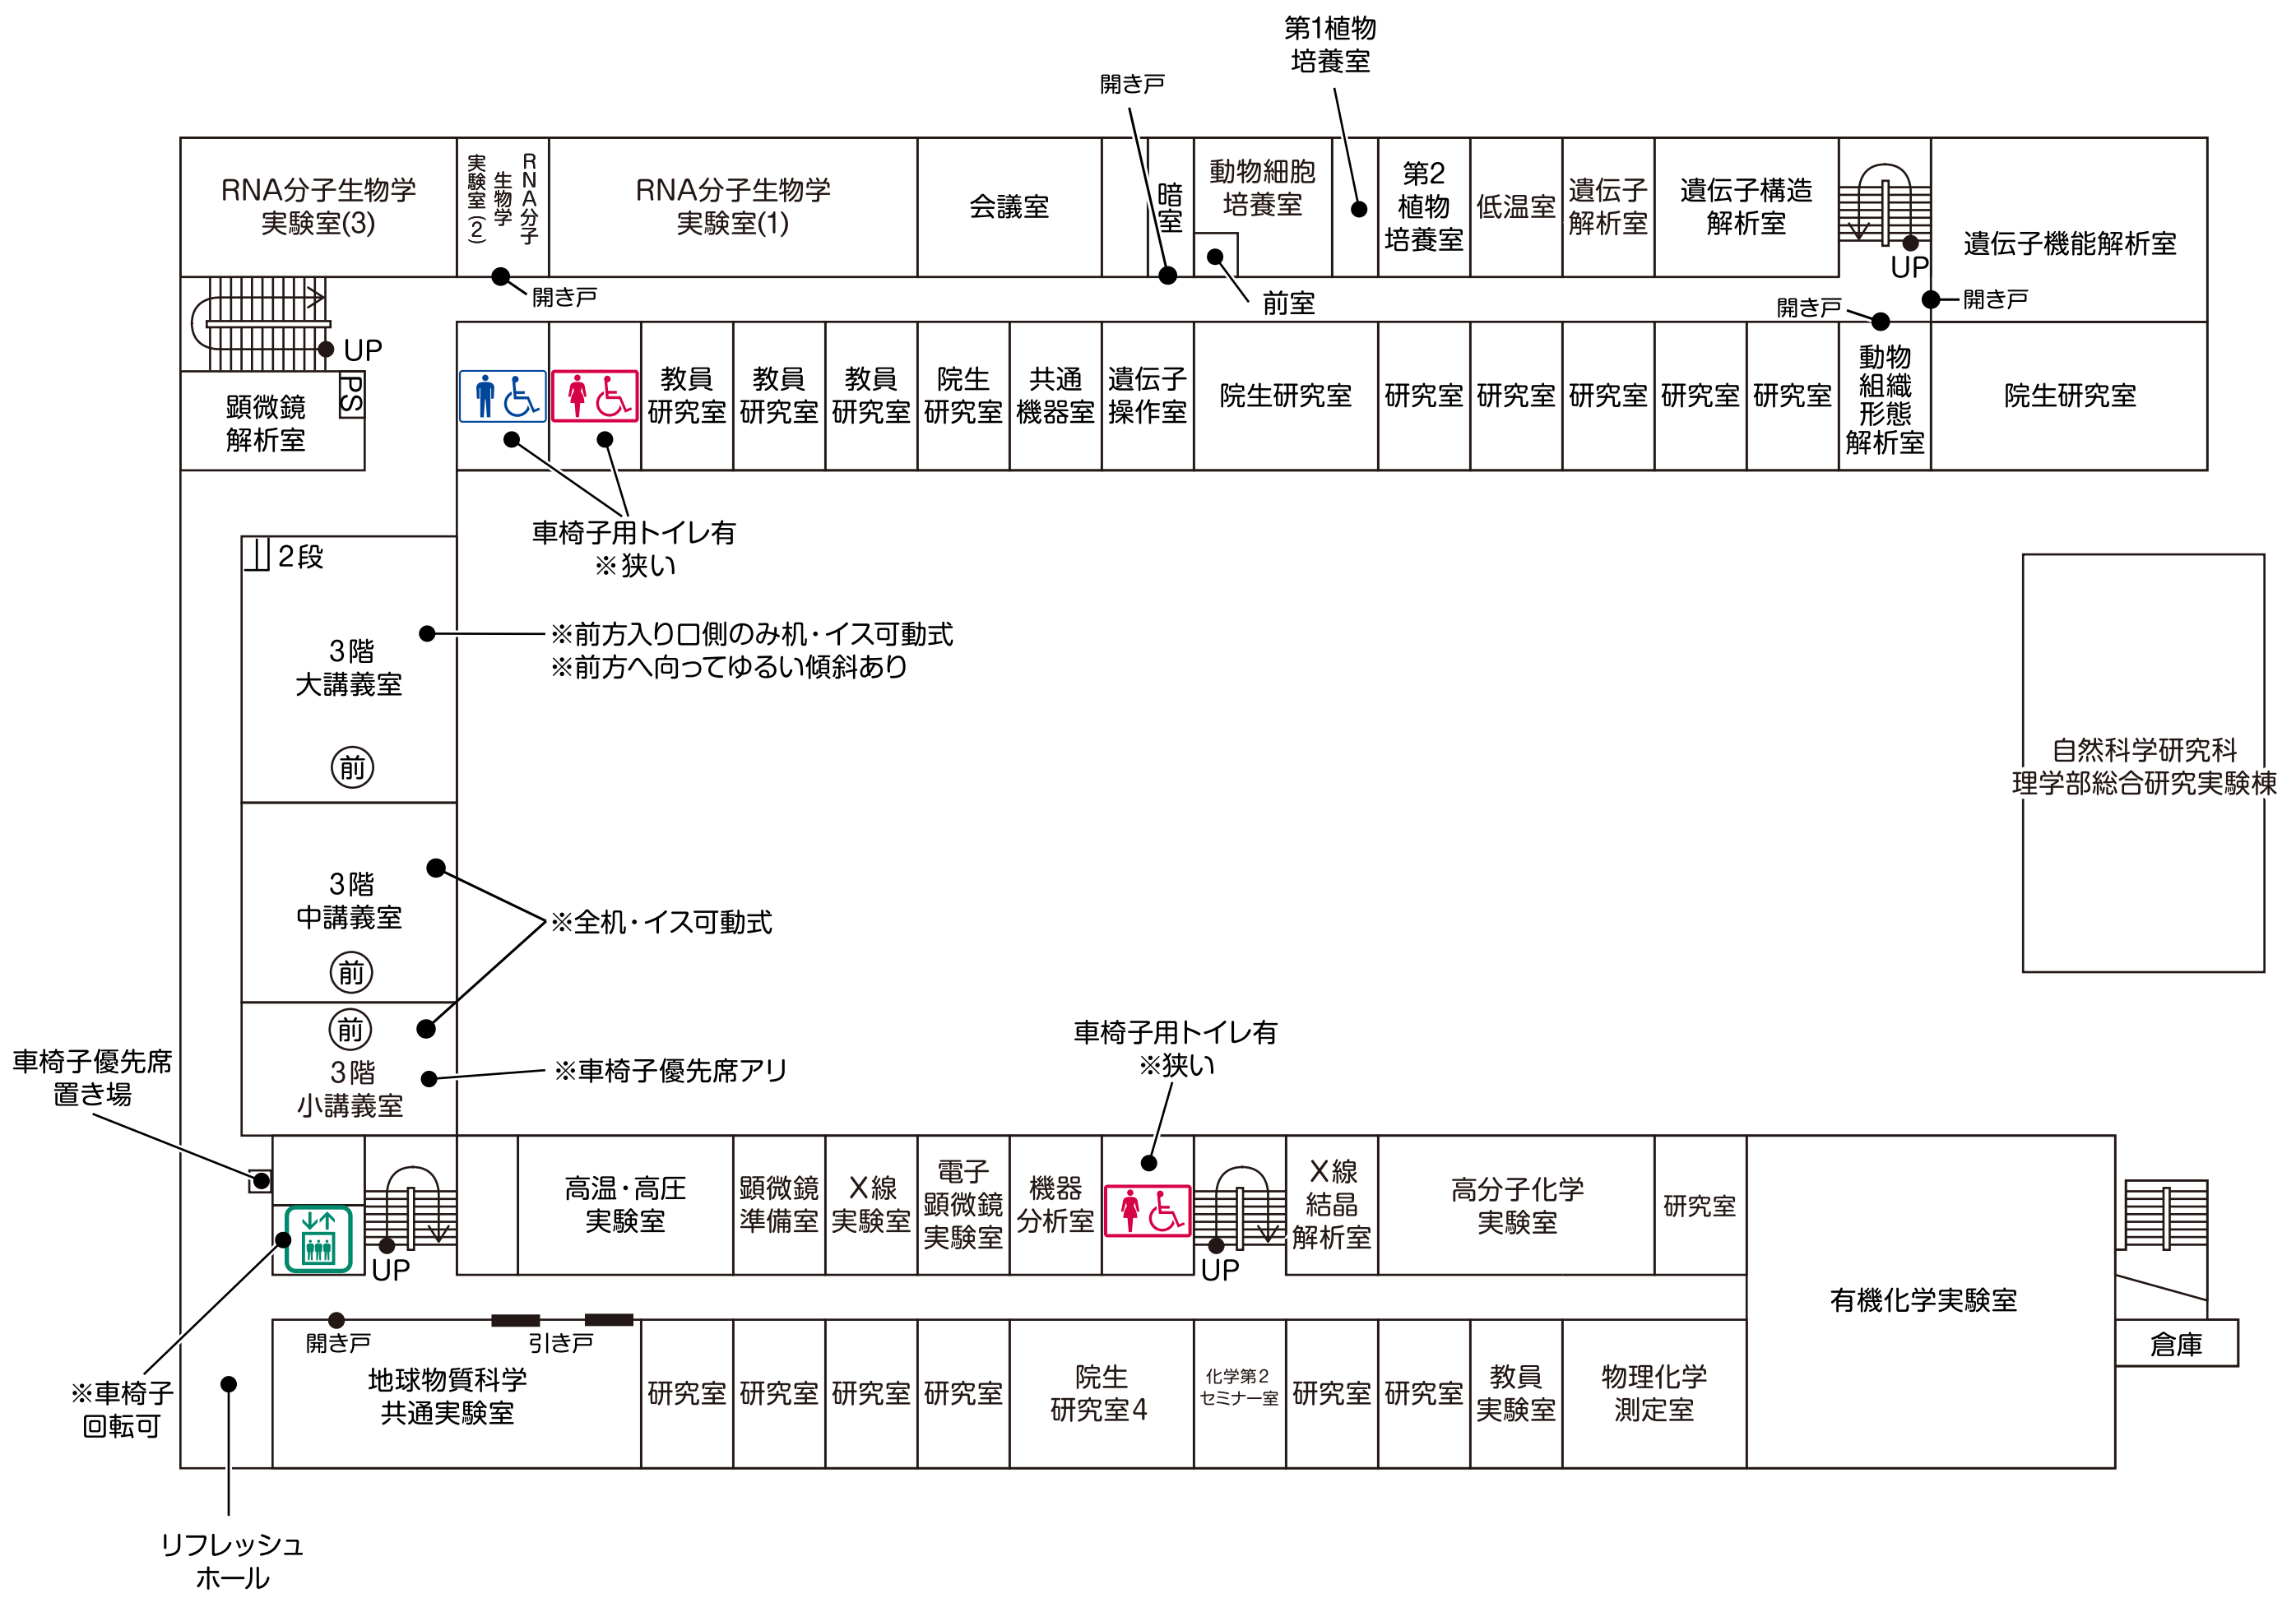 第1植物
培養室
開き戸
RNA分子生物学
実験室(3)
RNA分子
生物学
実験室(2)
RNA分子生物学
実験室(1)
会議室
暗室
動物細胞
培養室
第2
植物
培養室
低温室
遺伝子
解析室
遺伝子構造
解析室
UP
遺伝子機能解析室
開き戸
前室
開き戸
開き戸
UP
PS
顕微鏡
解析室
教員
研究室
教員
研究室
教員
研究室
院生
研究室
共通
機器室
遺伝子
操作室
院生研究室
研究室
研究室
研究室
研究室
研究室
動物
組織
形態
解析室
院生研究室
車椅子用トイレ有
※狭い
2段
3階
大講義室
前
※前方入り口側のみ机・イス可動式
※前方へ向ってゆるい傾斜あり
自然科学研究科
理学部総合研究実験棟
3階
中講義室
前
※全机・イス可動式
前
3階
小講義室
※車椅子優先席アリ
車椅子優先席
置き場
車椅子用トイレ有
※狭い
UP
高温・高圧
実験室
顕微鏡
準備室
X線
実験室
電子
顕微鏡
実験室
機器
分析室
UP
X線
結晶
解析室
高分子化学
実験室
研究室
有機化学実験室
倉庫
※車椅子
回転可
開き戸
引き戸
地球物質科学
共通実験室
研究室
研究室
研究室
研究室
院生
研究室4
化学第2
セミナー室
研究室
研究室
教員
実験室
物理化学
測定室
リフレッシュ
ホール